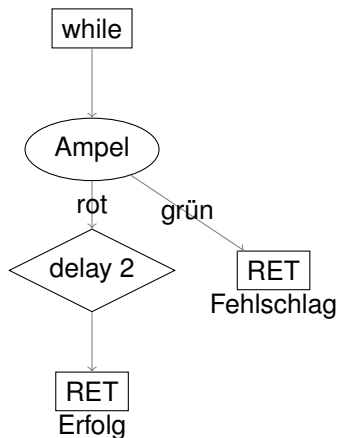 while
Ampel
rot
grün
delay 2
RET
Fehlschlag
RET
Erfolg